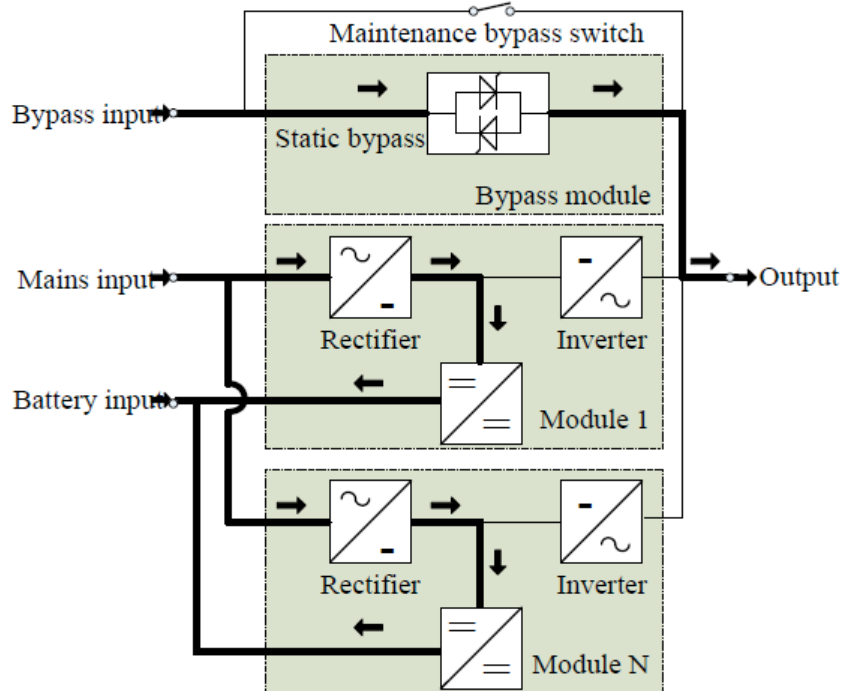 Maintenance bypass switch
Bypass input
Static bypass
Bypass module
Mains input
Output
Rectifier
Inverter
Battery input
Module 1
Rectifier
Inverter
Module N